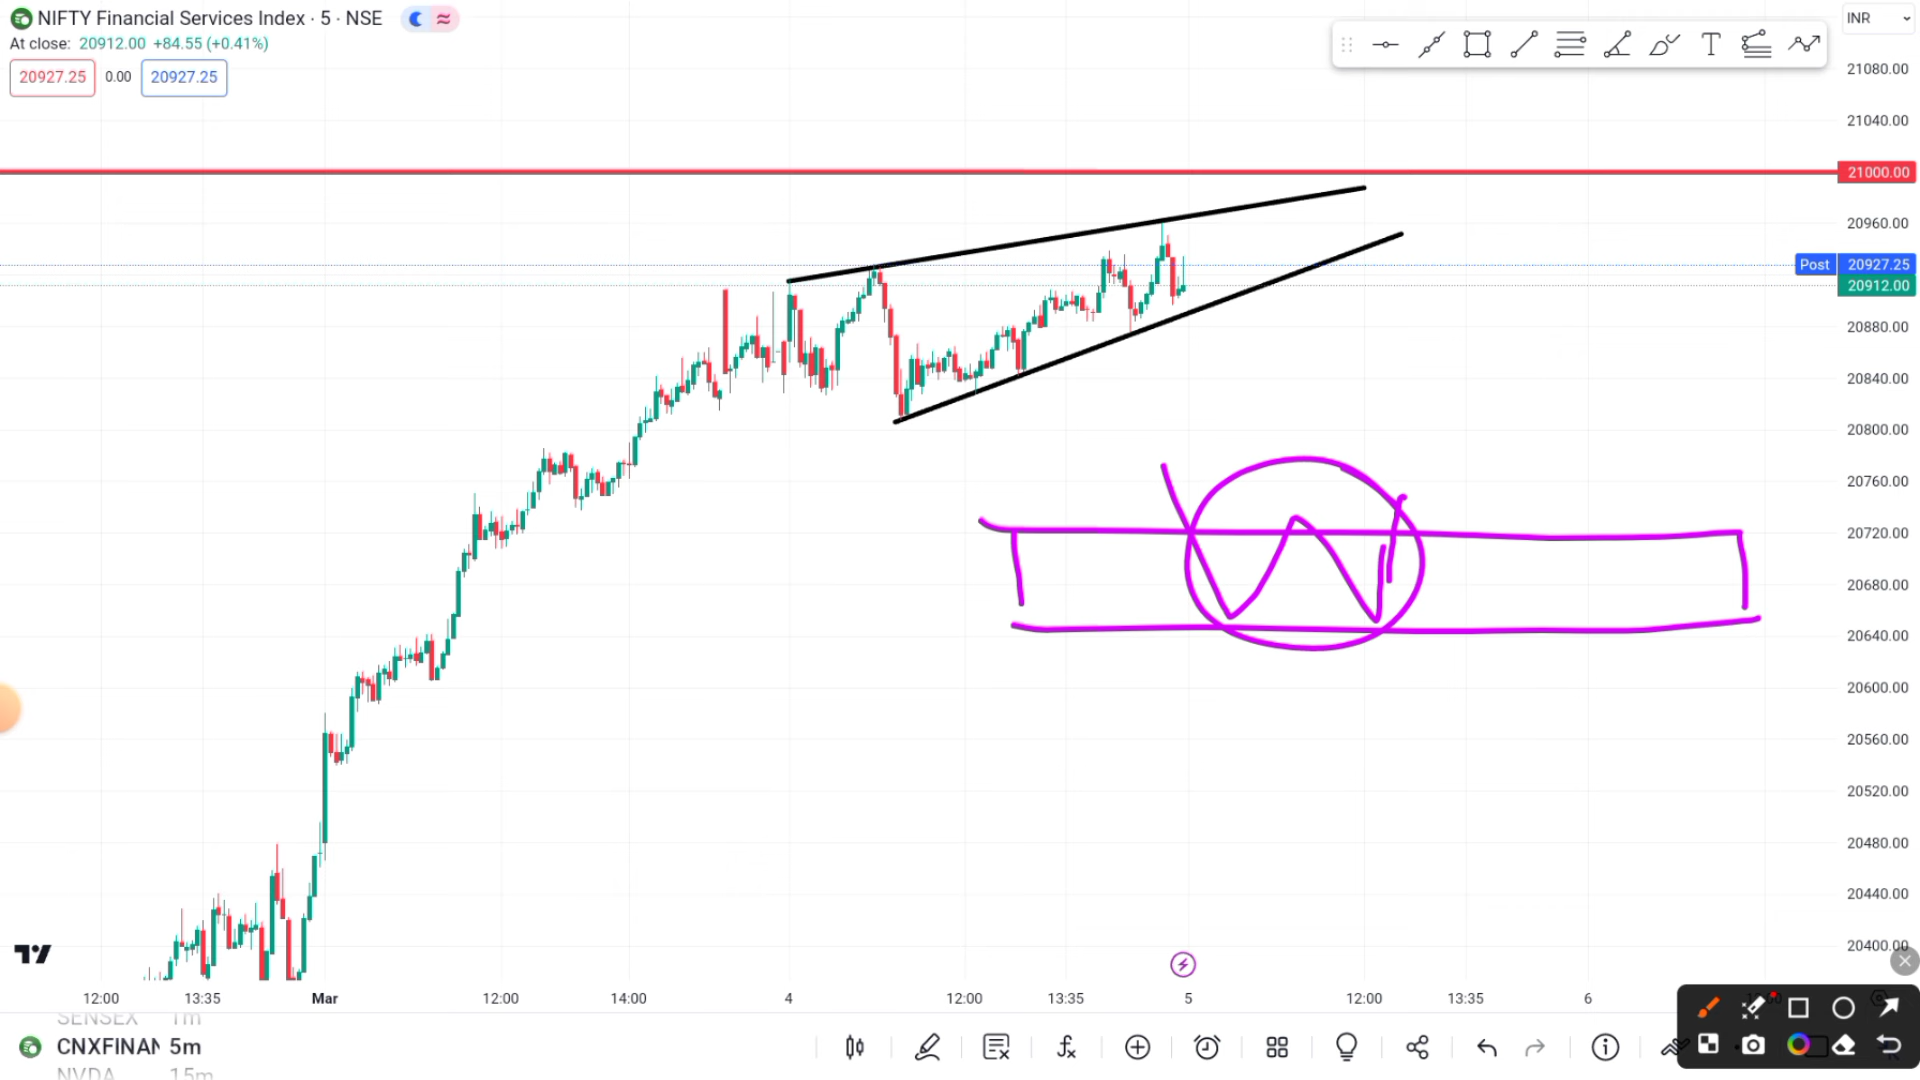 NIFTY Financial Services Index · 5 · NSE
INR
At close: 20912.00 +84.55 (+0.41%)
20927.25 0.00 20927.25
21080.00
21040.00
21000.00
20960.00
Post 20927.25
20912.00
20880.00
20840.00
20800.00
20760.00
20720.00
20680.00
20640.00
20600.00
20560.00
20520.00
20480.00
20440.00
20400.00
12:00 13:35 Mar 12:00 14:00 4 12:00 13:35 5 12:00 13:35 6
SENSEX 1m
CNXFINAN 5m
NVDA 15m